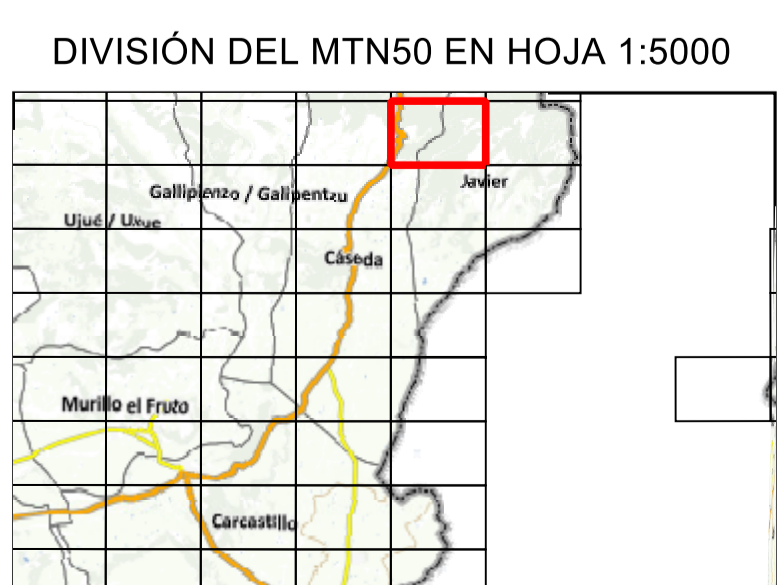 DIVISIÓN DEL MTN50 EN HOJA 1:5000
Javier
Gallipienzo / Galipentzu
Ujué / Uxue
Cáseda
Murillo el Fruto
Carcastillo